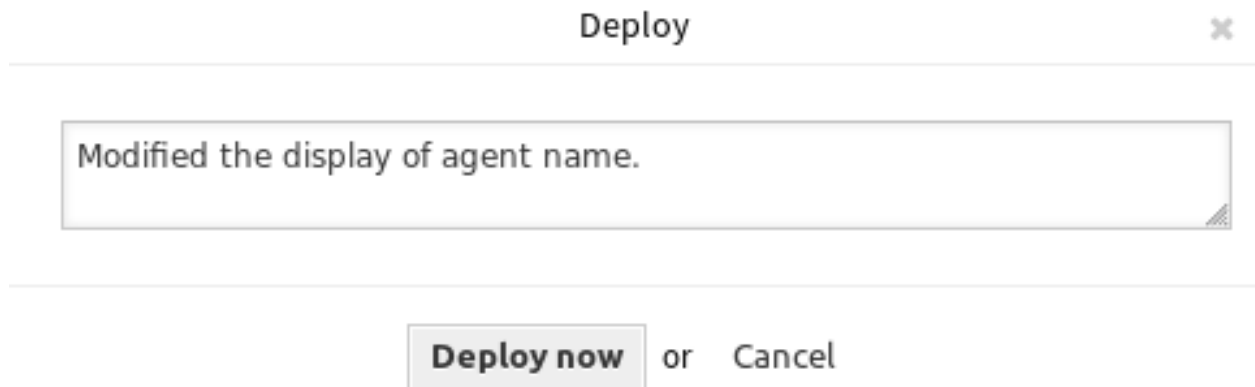 Deploy
Modified the display of agent name.
Deploy now or Cancel